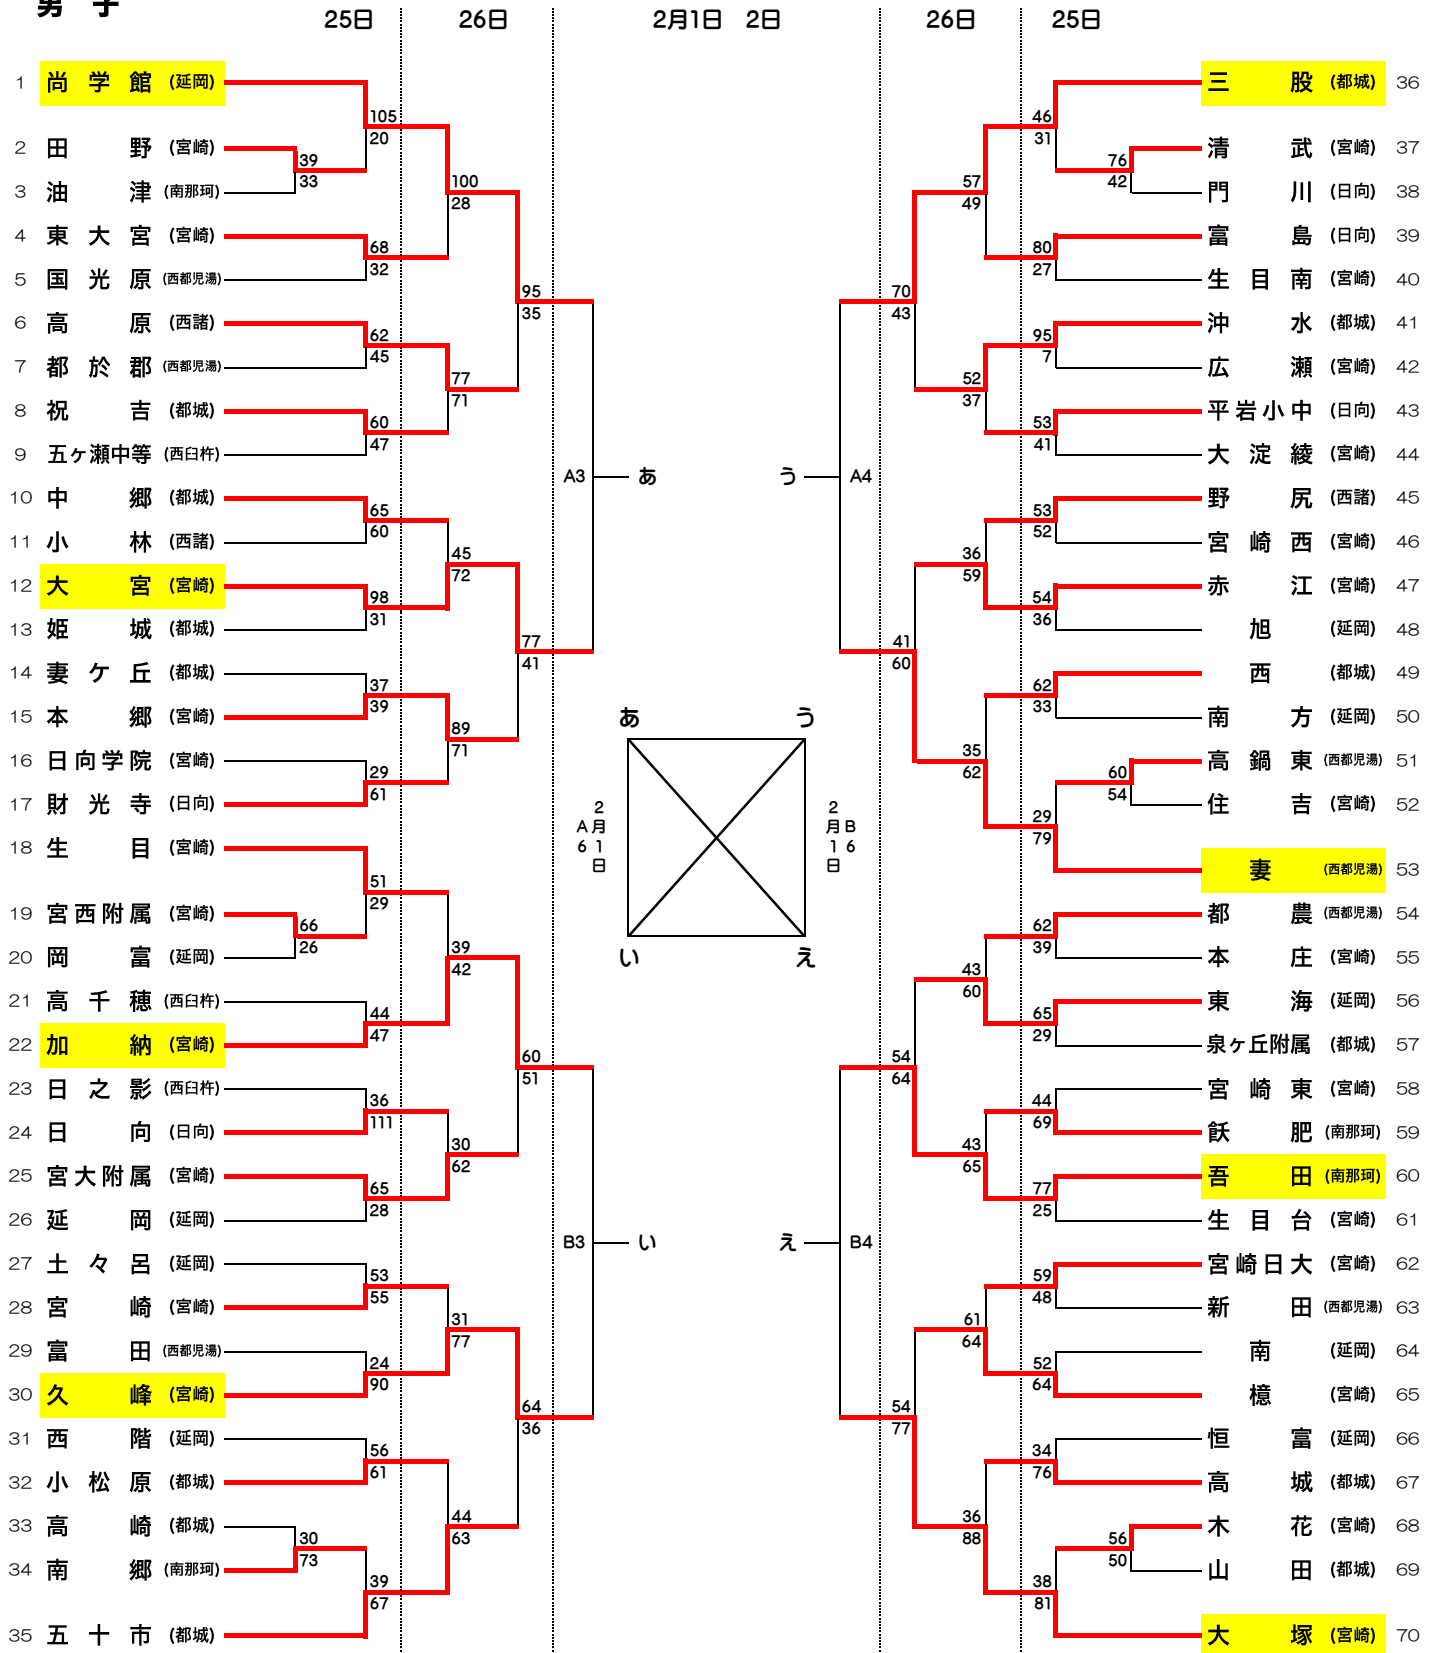 男 子
25日 26日 2月1日 2日 26日 25日
1 尚学館 (延岡)
105
20
2 田野 (宮崎)
39
33
3 油津 (南那珂)
100
28
4 東大宮 (宮崎)
68
32
5 国光原 (西都児湯)
95
35
6 高原 (西諸)
62
45
7 都於郡 (西都児湯)
77
71
8 祝吉 (都城)
60
47
9 五ヶ瀬中等 (西臼杵)
A3 あ
10 中郷 (都城)
65
60
11 小林 (西諸)
45
72
12 大宮 (宮崎)
98
31
13 姫城 (都城)
77
41
14 妻ケ丘 (都城)
37
39
15 本郷 (宮崎)
89
71
16 日向学院 (宮崎)
29
61
17 財光寺 (日向)
18 生目 (宮崎)
51
29
19 宮西附属 (宮崎)
66
26
20 岡富 (延岡)
39
42
21 高千穂 (西臼杵)
44
47
22 加納 (宮崎)
60
51
23 日之影 (西臼杵)
36
111
24 日向 (日向)
30
62
25 宮大附属 (宮崎)
65
28
26 延岡 (延岡)
B3 い
27 土々呂 (延岡)
53
55
28 宮崎 (宮崎)
31
77
29 富田 (西都児湯)
24
90
30 久峰 (宮崎)
64
36
31 西階 (延岡)
56
61
32 小松原 (都城)
44
63
33 高崎 (都城)
30
73
34 南郷 (南那珂)
39
67
35 五十市 (都城)
あ う
2月1日 A6
2月1日 B6
い え
三股 (都城) 36
46
31
清武 (宮崎) 37
76
42
門川 (日向) 38
57
49
富島 (日向) 39
80
27
生目南 (宮崎) 40
70
43
沖水 (都城) 41
95
7
広瀬 (宮崎) 42
52
37
平岩小中 (日向) 43
53
41
大淀綾 (宮崎) 44
う A4
野尻 (西諸) 45
53
52
宮崎西 (宮崎) 46
36
59
赤江 (宮崎) 47
54
36
旭 (延岡) 48
41
60
西 (都城) 49
62
33
南方 (延岡) 50
35
62
高鍋東 (西都児湯) 51
60
54
住吉 (宮崎) 52
29
79
妻 (西都児湯) 53
都農 (西都児湯) 54
62
39
本庄 (宮崎) 55
43
60
東海 (延岡) 56
65
29
泉ヶ丘附属 (都城) 57
54
64
宮崎東 (宮崎) 58
44
69
飫肥 (南那珂) 59
43
65
吾田 (南那珂) 60
77
25
生目台 (宮崎) 61
え B4
宮崎日大 (宮崎) 62
59
48
新田 (西都児湯) 63
61
64
南 (延岡) 64
52
64
檍 (宮崎) 65
54
77
恒富 (延岡) 66
34
76
高城 (都城) 67
36
88
木花 (宮崎) 68
56
50
山田 (都城) 69
38
81
大塚 (宮崎) 70